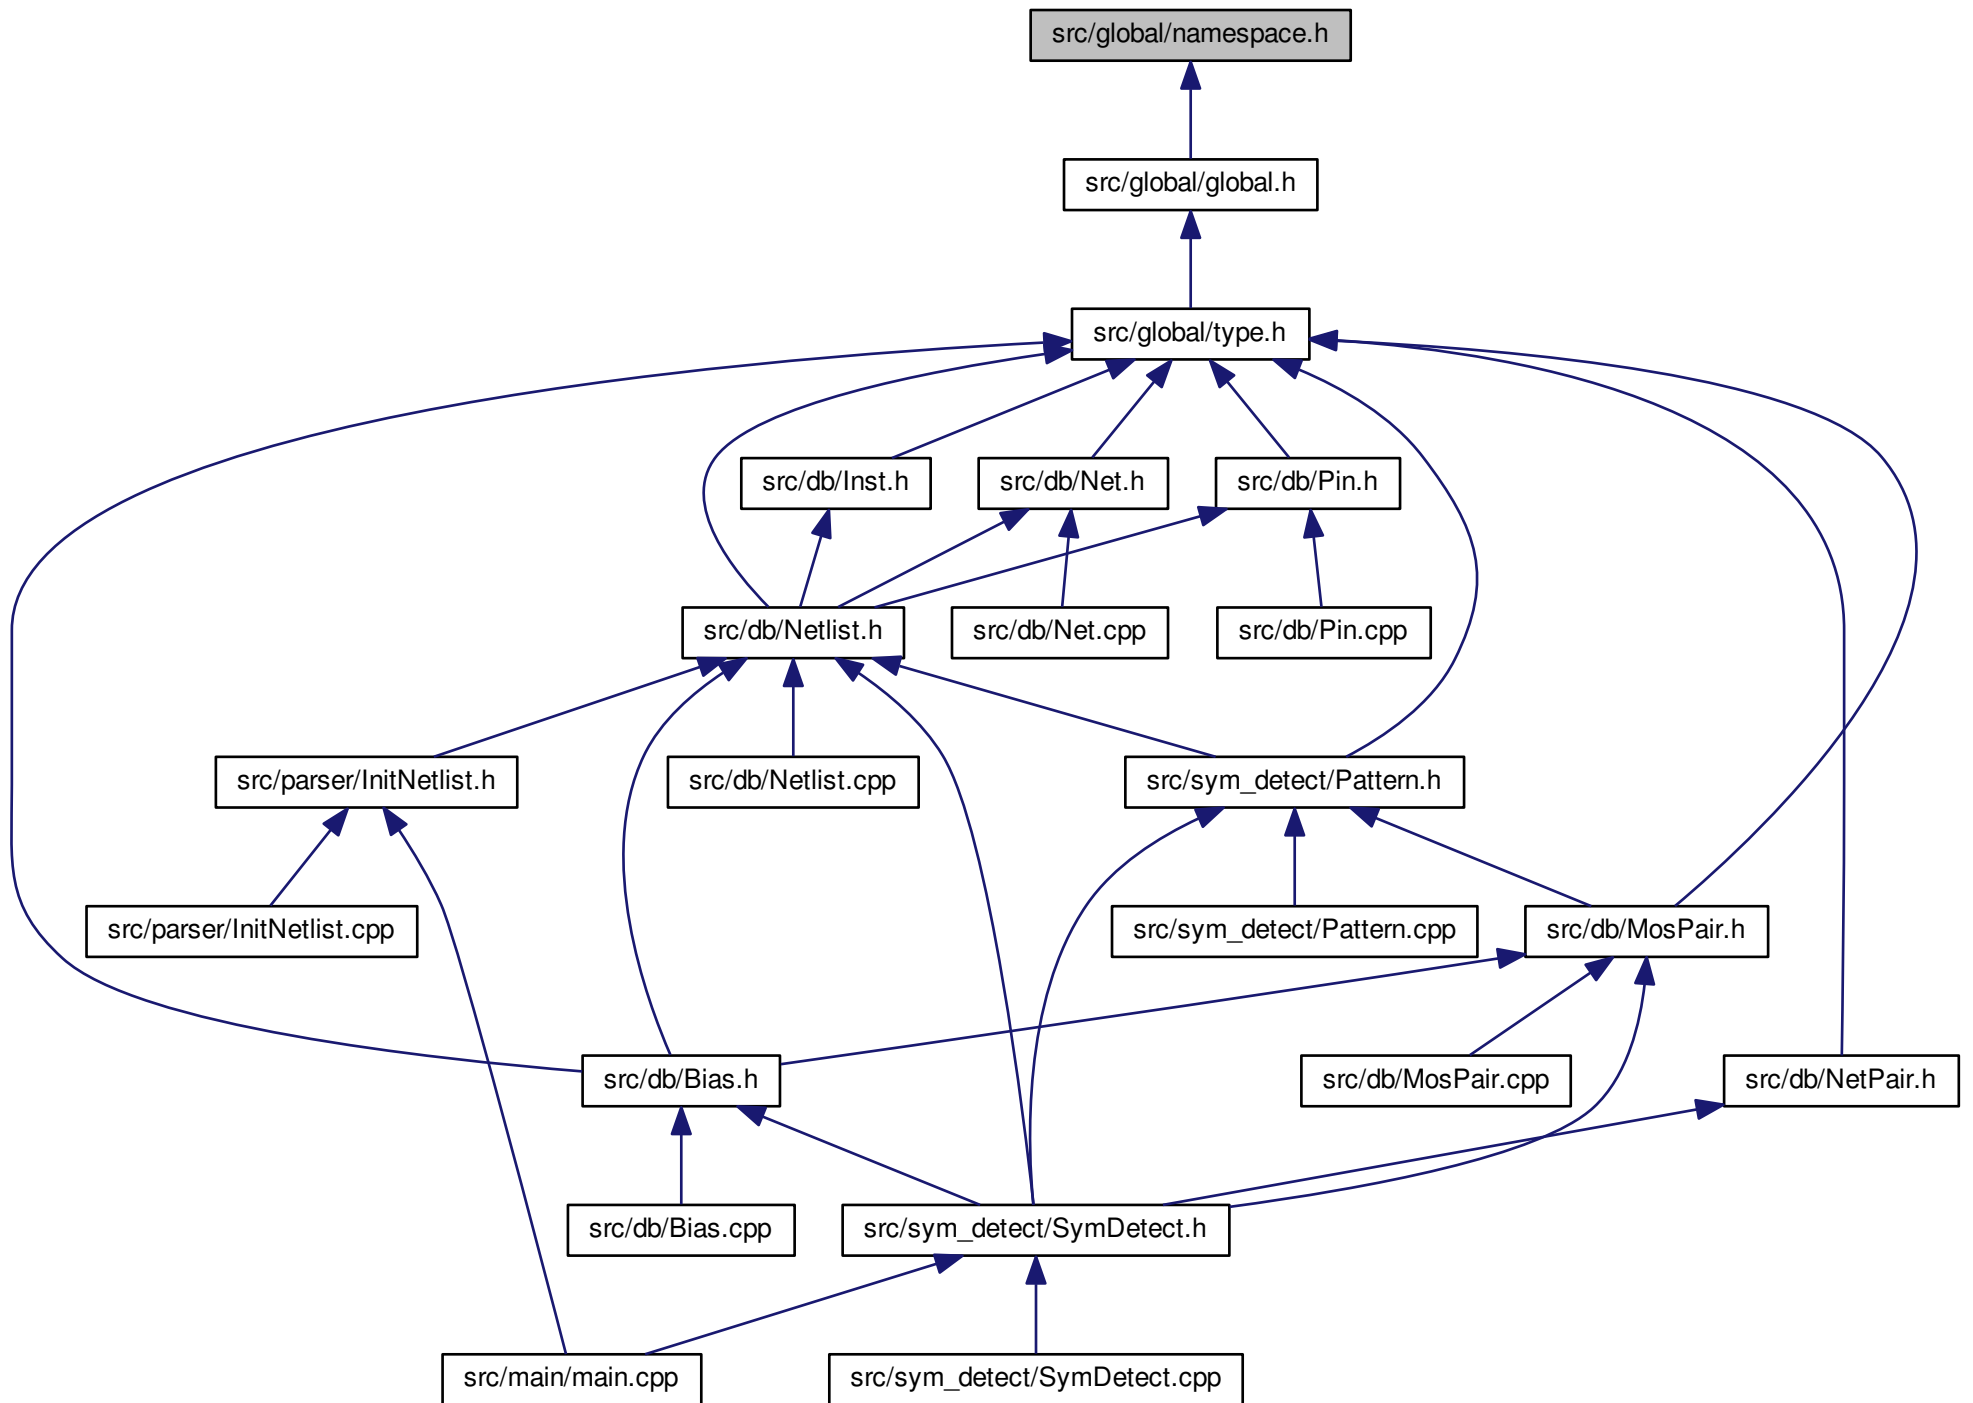 src/global/namespace.h
src/global/global.h
src/global/type.h
src/db/Inst.h
src/db/Net.h
src/db/Pin.h
src/db/Netlist.h
src/db/Net.cpp
src/db/Pin.cpp
src/parser/InitNetlist.h
src/db/Netlist.cpp
src/sym_detect/Pattern.h
src/parser/InitNetlist.cpp
src/sym_detect/Pattern.cpp
src/db/MosPair.h
src/db/Bias.h
src/db/MosPair.cpp
src/db/NetPair.h
src/db/Bias.cpp
src/sym_detect/SymDetect.h
src/main/main.cpp
src/sym_detect/SymDetect.cpp